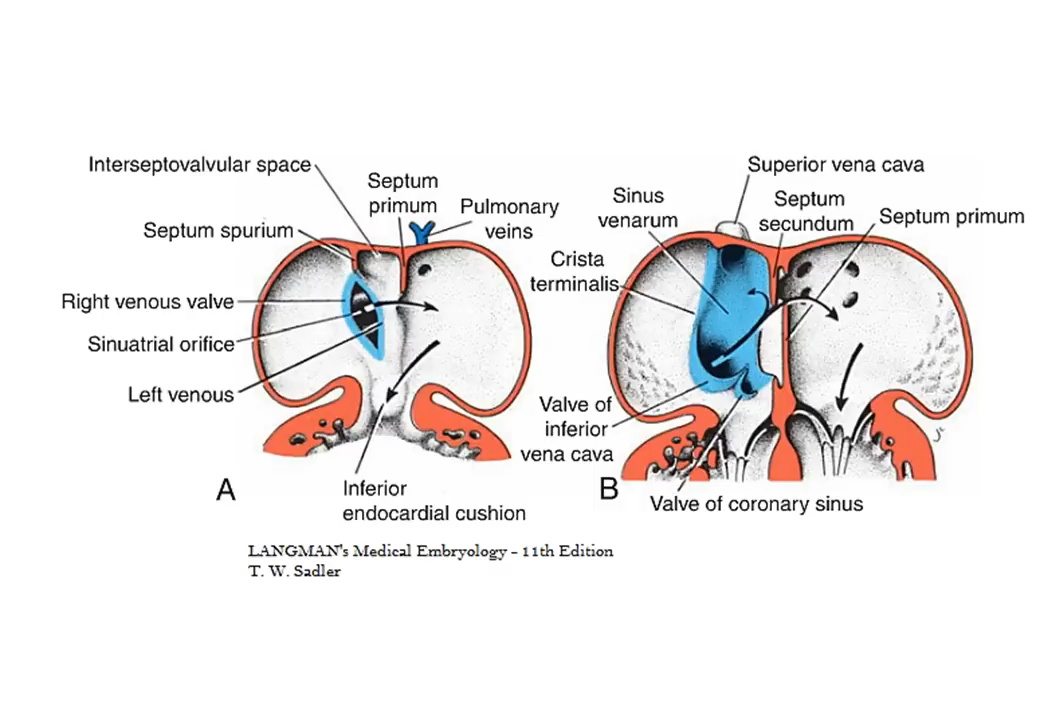 Interseptovalvular space
Septum
primum
Pulmonary
veins
Septum spurium
Right venous valve
Sinuatrial orifice
Left venous
A
Inferior
endocardial cushion
Superior vena cava
Sinus
venarum
Septum
secundum
Septum primum
Crista
terminalis
Valve of
inferior
vena cava
B
Valve of coronary sinus
LANGMAN's Medical Embryology - 11th Edition
T. W. Sadler